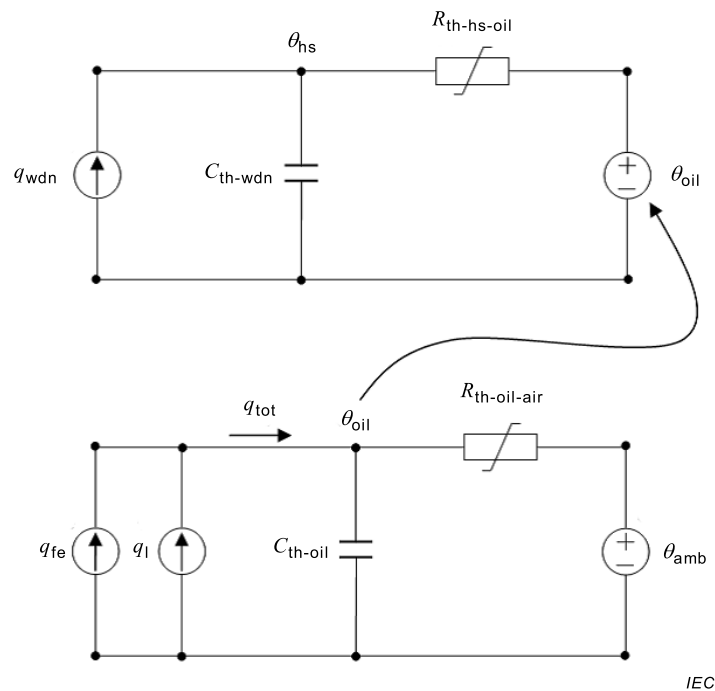 θhs
Rth-hs-oil
qwdn
Cth-wdn
+
−
θoil
qtot
θoil
Rth-oil-air
qfe
ql
Cth-oil
+
−
θamb
IEC